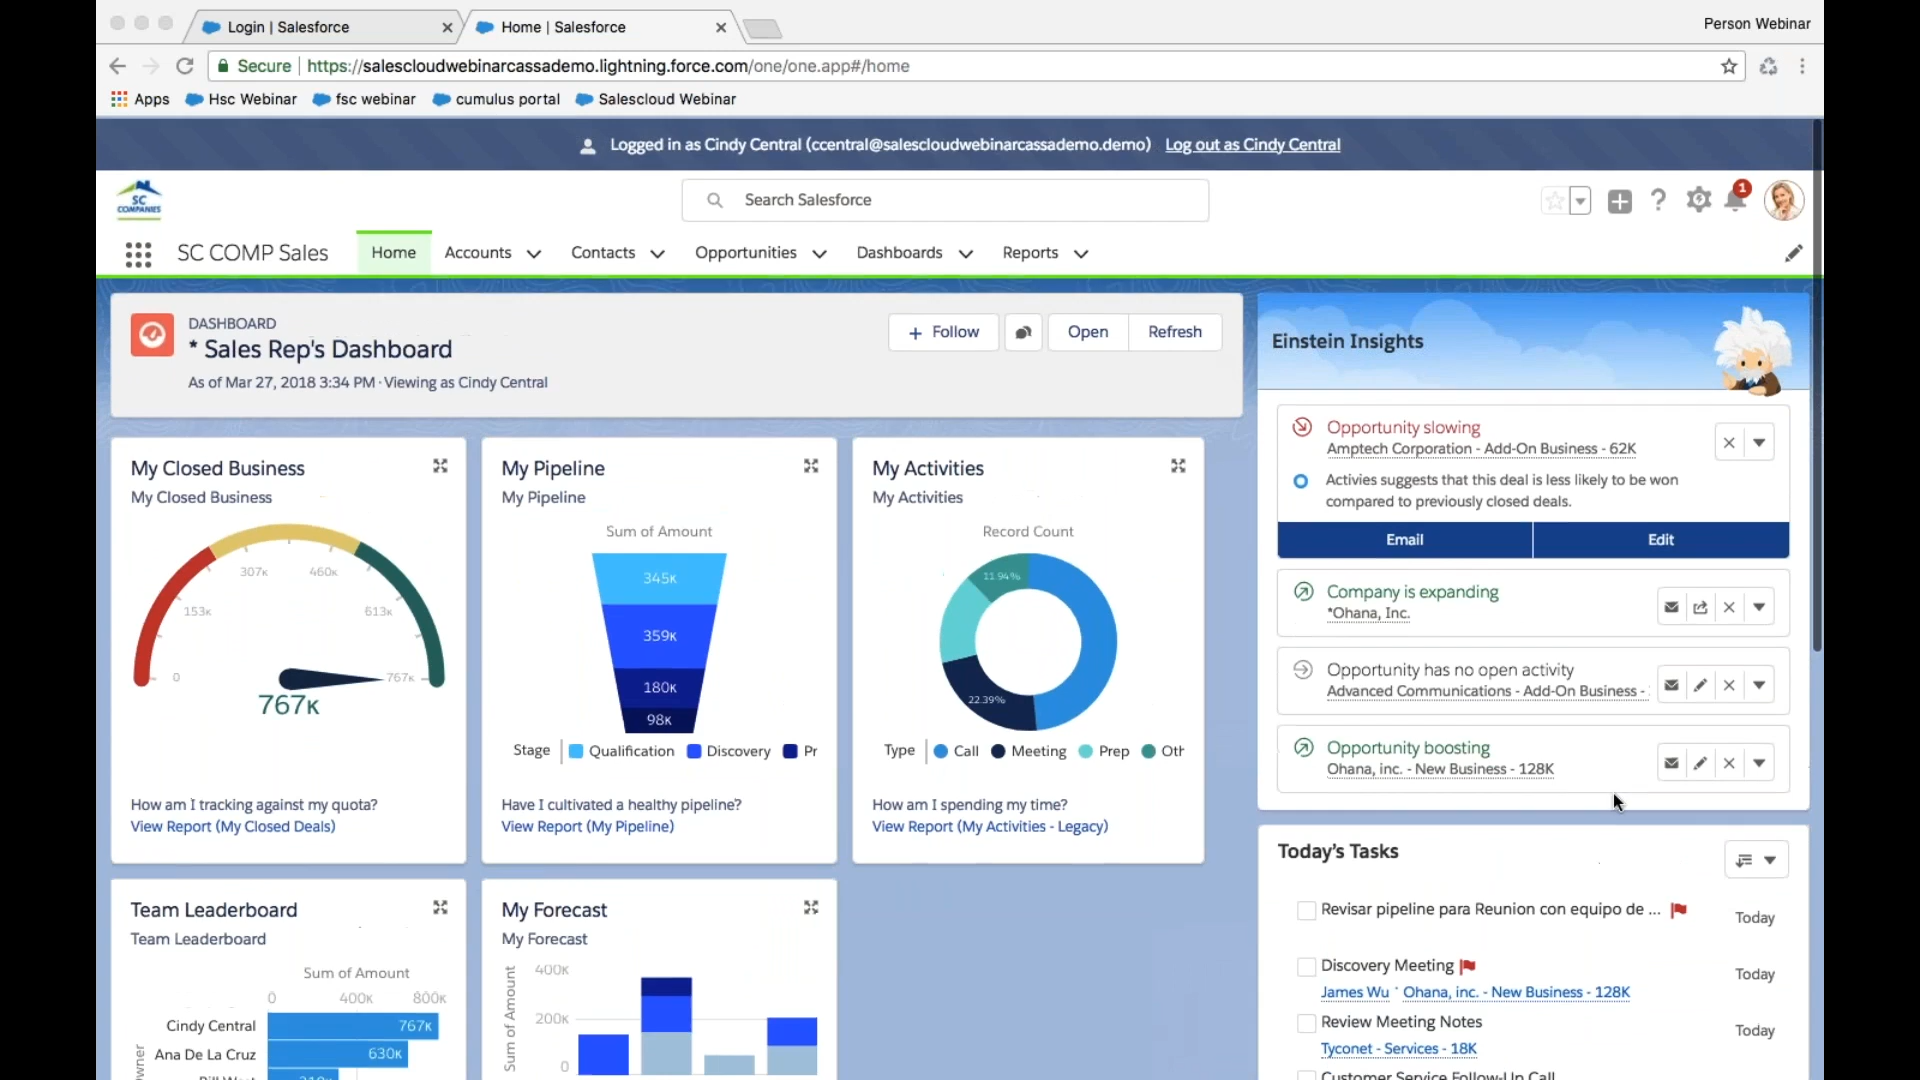 Login | Salesforce
Home | Salesforce
Person Webinar
Secure
https://salescloudwebinarcassademo.lightning.force.com/one/one.app#/home
Apps
Hsc Webinar
fsc webinar
cumulus portal
Salescloud Webinar
Logged in as Cindy Central (ccentral@salescloudwebinarcassademo.demo) Log out as Cindy Central
SC
COMPANIES
Search Salesforce
1
SC COMP Sales
Home
Accounts
Contacts
Opportunities
Dashboards
Reports
DASHBOARD
* Sales Rep's Dashboard
As of Mar 27, 2018 3:34 PM·Viewing as Cindy Central
+ Follow
Open
Refresh
My Closed Business
My Closed Business
307K
460K
153K
613K
0
767K
767K
How am I tracking against my quota?
View Report (My Closed Deals)
My Pipeline
My Pipeline
Sum of Amount
345K
359K
180K
98K
Stage
Qualification
Discovery
Pr
Have I cultivated a healthy pipeline?
View Report (My Pipeline)
My Activities
My Activities
Record Count
11.94%
22.39%
Type
Call
Meeting
Prep
Oth
How am I spending my time?
View Report (My Activities - Legacy)
Team Leaderboard
Team Leaderboard
Sum of Amount
0
400K
800K
Cindy Central
767K
Ana De La Cruz
630K
My Forecast
My Forecast
Sum of Amount
400K
200K
0
Einstein Insights
Opportunity slowing
Amptech Corporation - Add-On Business - 62K
Activies suggests that this deal is less likely to be won
compared to previously closed deals.
Email
Edit
Company is expanding
*Ohana, Inc.
Opportunity has no open activity
Advanced Communications - Add-On Business -
Opportunity boosting
Ohana, inc. - New Business - 128K
Today's Tasks
Revisar pipeline para Reunion con equipo de ...
Today
Discovery Meeting
Today
James Wu · Ohana, inc. - New Business - 128K
Review Meeting Notes
Today
Tyconet - Services - 18K
Customer Service Follow-Up Call